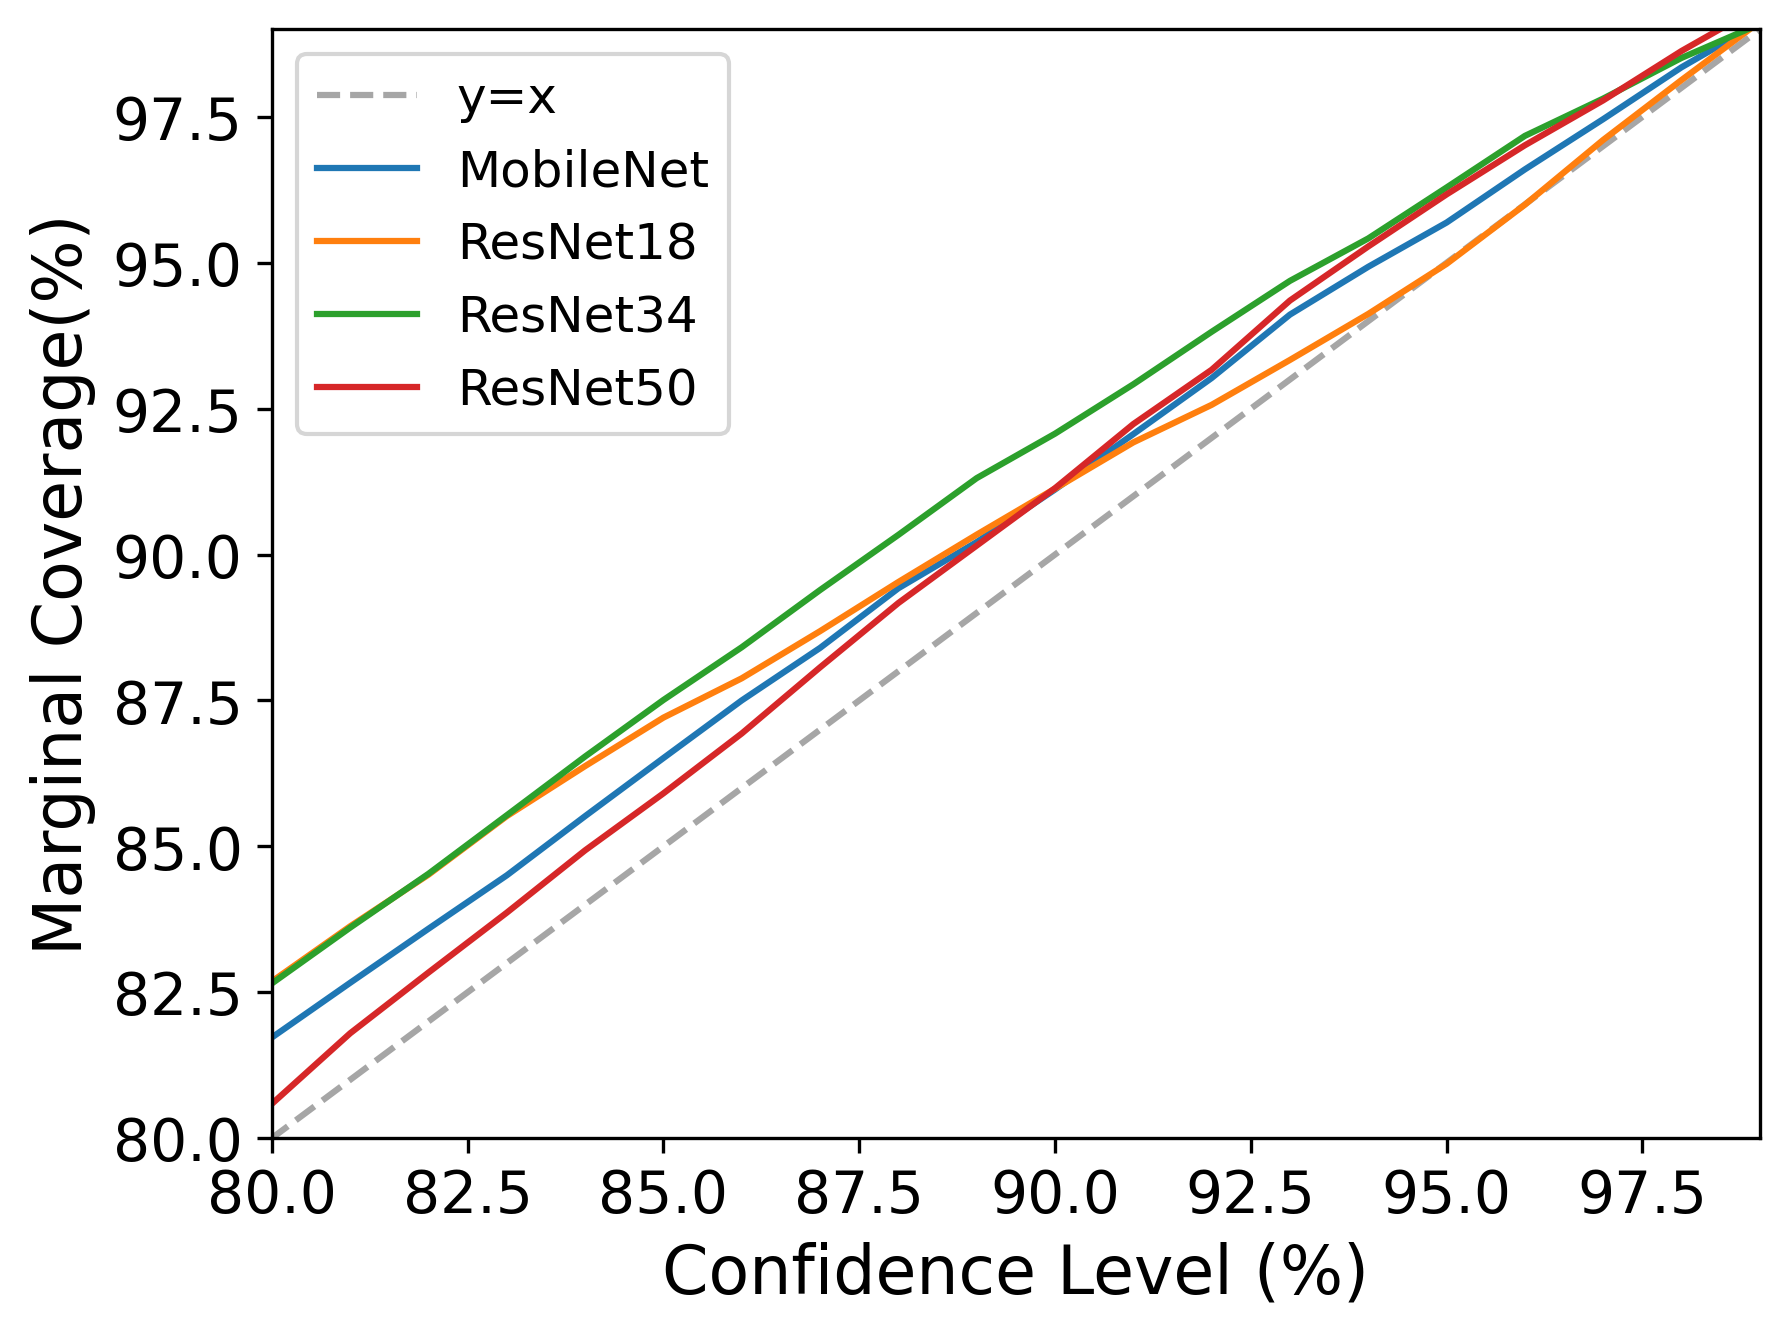 y=x
MobileNet
ResNet18
ResNet34
ResNet50
Marginal Coverage(%)
97.5
95.0
92.5
90.0
87.5
85.0
82.5
80.0
80.0 82.5 85.0 87.5 90.0 92.5 95.0 97.5
Confidence Level (%)